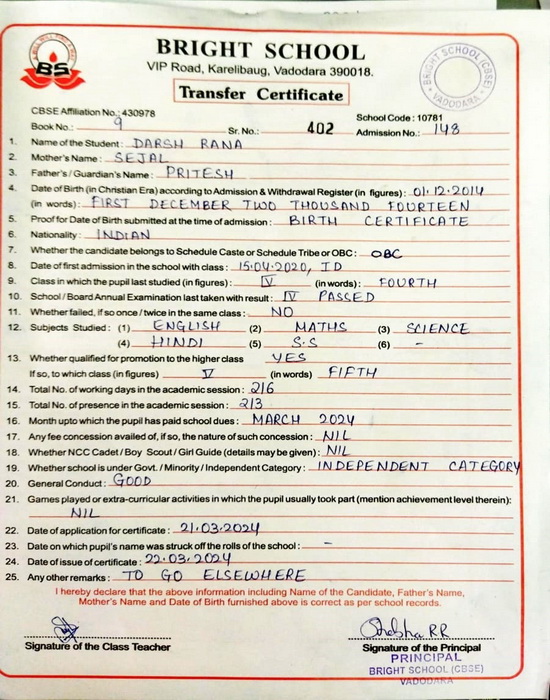 BS
BRIGHT SCHOOL
VIP Road, Karelibaug, Vadodara 390018.
Transfer Certificate
BRIGHT SCHOOL (CBSE)
VADODARA
CBSE Affiliation No.: 430978
School Code : 10781
Book No.: 9 Sr. No.: 402 Admission No.: 148
1. Name of the Student : DARSH RANA
2. Mother's Name : SEJAL
3. Father's / Guardian's Name : PRITESH
4. Date of Birth (in Christian Era) according to Admission & Withdrawal Register (in figures) : 01.12.2014
(in words) : FIRST DECEMBER TWO THOUSAND FOURTEEN
5. Proof for Date of Birth submitted at the time of admission : BIRTH CERTIFICATE
6. Nationality : INDIAN
7. Whether the candidate belongs to Schedule Caste or Schedule Tribe or OBC : OBC
8. Date of first admission in the school with class : 15.04.2020, I D
9. Class in which the pupil last studied (in figures) : IV (in words) : FOURTH
10. School / Board Annual Examination last taken with result : IV PASSED
11. Whether failed, if so once / twice in the same class : NO
12. Subjects Studied : (1) ENGLISH (2) MATHS (3) SCIENCE
(4) HINDI (5) S.S (6) -
13. Whether qualified for promotion to the higher class YES
If so, to which class (in figures) V (in words) FIFTH
14. Total No. of working days in the academic session : 216
15. Total No. of presence in the academic session : 213
16. Month upto which the pupil has paid school dues : MARCH 2024
17. Any fee concession availed of, if so, the nature of such concession : NIL
18. Whether NCC Cadet / Boy Scout / Girl Guide (details may be given) : NIL
19. Whether school is under Govt. / Minority / Independent Category : INDEPENDENT CATEGORY
20. General Conduct : GOOD
21. Games played or extra-curricular activities in which the pupil usually took part (mention achievement level therein) :
NIL
22. Date of application for certificate : 21.03.2024
23. Date on which pupil's name was struck off the rolls of the school : -
24. Date of issue of certificate : 22.03.2024
25. Any other remarks : TO GO ELSEWHERE
I hereby declare that the above information including Name of the Candidate, Father's Name,
Mother's Name and Date of Birth furnished above is correct as per school records.
Shobha RR
Signature of the Class Teacher Signature of the Principal
PRINCIPAL
BRIGHT SCHOOL (CBSE)
VADODARA